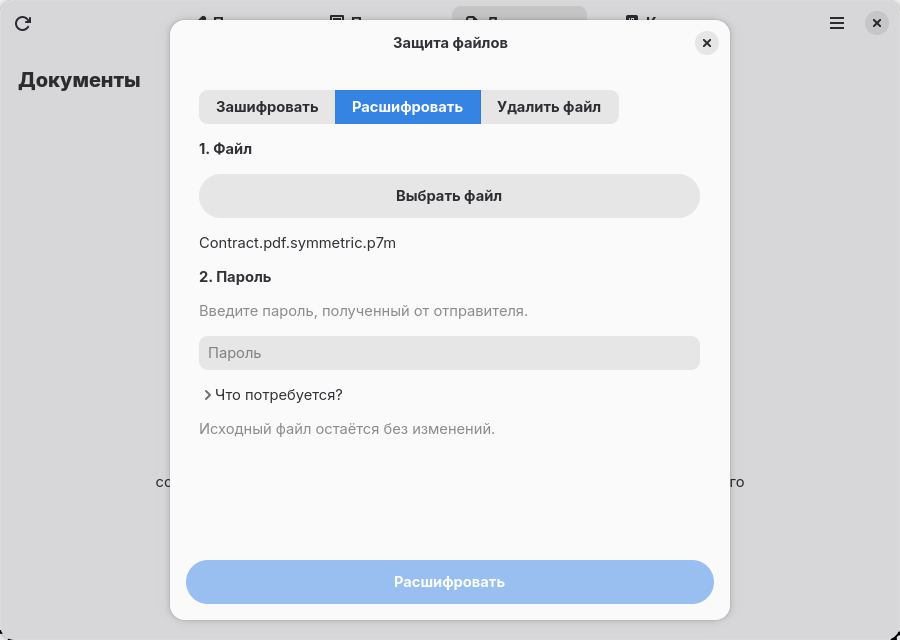 Защита файлов
Документы
Зашифровать Расшифровать Удалить файл
1. Файл
Выбрать файл
Contract.pdf.symmetric.p7m
2. Пароль
Введите пароль, полученный от отправителя.
Пароль
Что потребуется?
Исходный файл остаётся без изменений.
Расшифровать